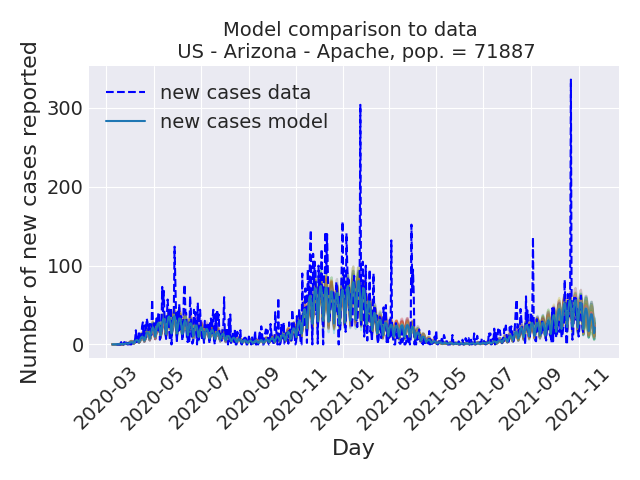 Model comparison to data
US - Arizona - Apache, pop. = 71887
new cases data
new cases model
Number of new cases reported
300
200
100
0
2020-03
2020-05
2020-07
2020-09
2020-11
2021-01
2021-03
2021-05
2021-07
2021-09
2021-11
Day